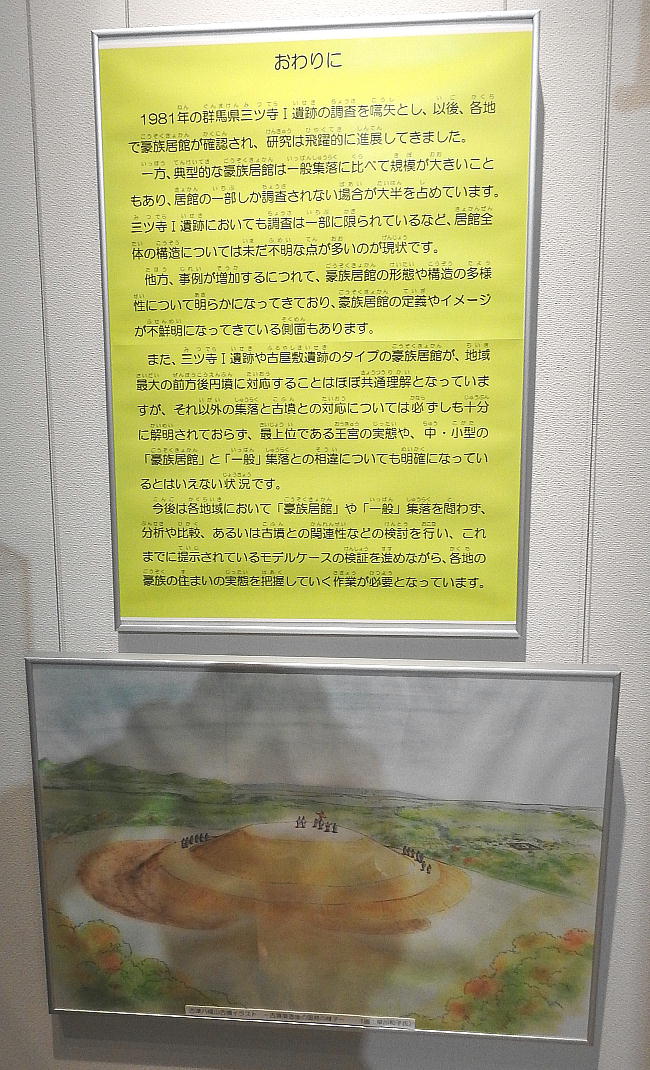 おわりに
1981年の群馬県三ツ寺Ⅰ遺跡の調査を嚆矢とし、以後、各地
で豪族居館が確認され、研究は飛躍的に進展してきました。
一方、典型的な豪族居館は一般集落に比べて規模が大きいこと
もあり、居館の一部しか調査されない場合が大半を占めています。
三ツ寺Ⅰ遺跡においても調査は一部に限られているなど、居館全
体の構造については未だ不明な点が多いのが現状です。
他方、事例が増加するにつれて、豪族居館の形態や構造の多様
性について明らかになってきており、豪族居館の定義やイメージ
が不鮮明になってきている側面もあります。
また、三ツ寺Ⅰ遺跡や古屋敷遺跡のタイプの豪族居館が、地域
最大の前方後円墳に対応することはほぼ共通理解となっていま
すが、それ以外の集落と古墳との対応については必ずしも十分
に解明されておらず、最上位である王宮の実態や、中・小型の
「豪族居館」と「一般」集落との相違についても明確になってい
るとはいえない状況です。
今後は各地域において「豪族居館」や「一般」集落を問わず、
分析や比較、あるいは古墳との関連性などの検討を行い、これ
までに提示されているモデルケースの検証を進めながら、各地の
豪族の住まいの実態を把握していく作業が必要となっています。
古津八幡山古墳イラスト